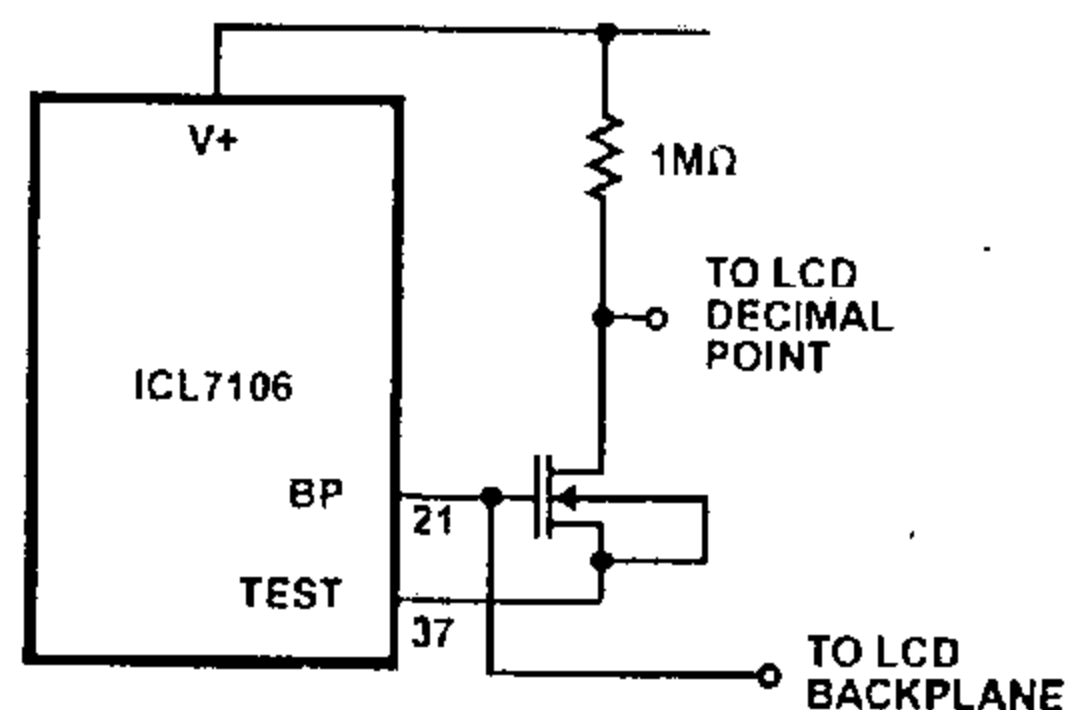 V+
1MΩ
TO LCD
DECIMAL
POINT
ICL7106
BP
21
TEST
37
TO LCD
BACKPLANE